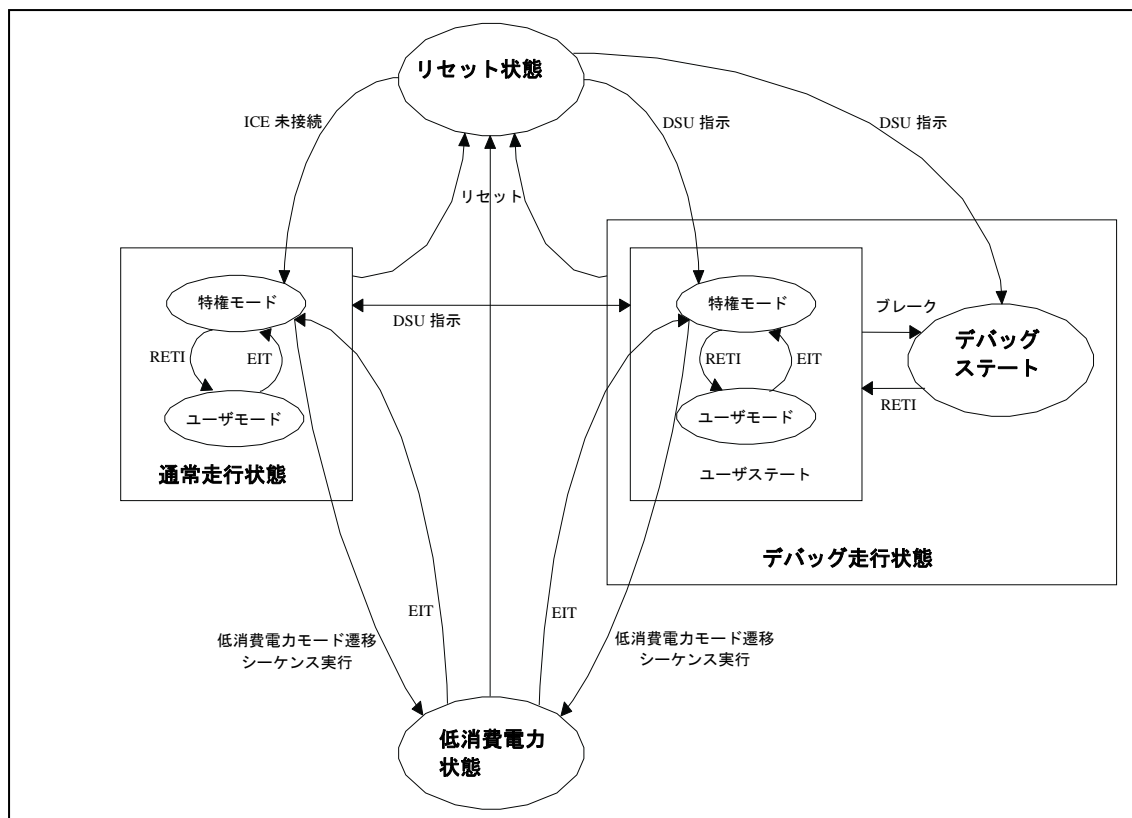 リセット状態
ICE 未接続
DSU 指示
DSU 指示
リセット
特権モード
DSU 指示
特権モード
ブレーク
デバッグ
ステート
RETI
EIT
RETI
EIT
RETI
ユーザモード
ユーザモード
通常走行状態
ユーザステート
デバッグ走行状態
EIT
EIT
低消費電力モード遷移
シーケンス実行
低消費電力モード遷移
シーケンス実行
低消費電力
状態